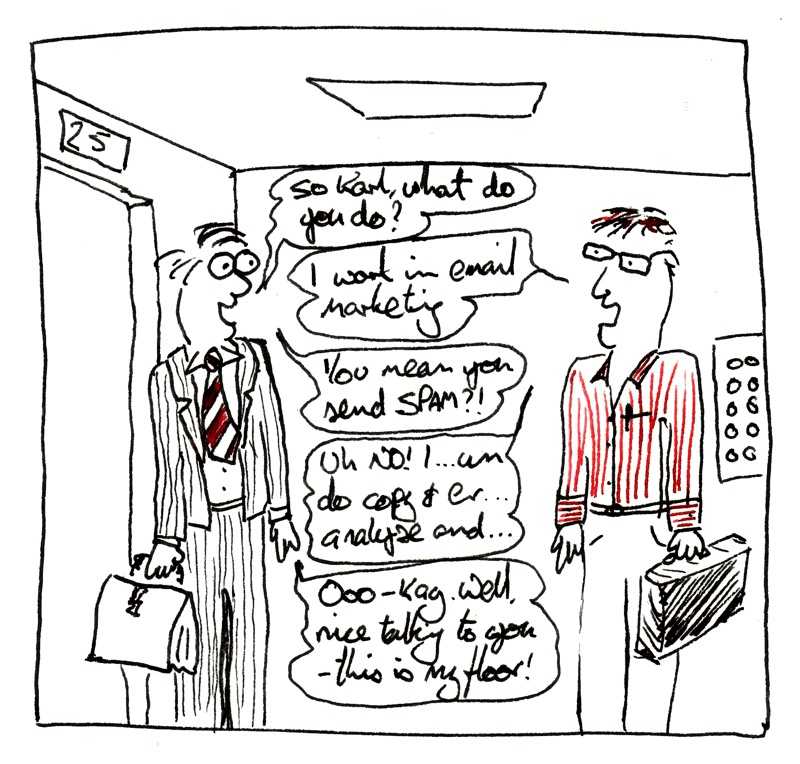 25
So Karl, what do
you do?
I work in email
marketing
You mean you
send SPAM?!
Uh NO! I...um
do copy & er...
analyze and...
Ooo-kay. Well,
nice talking to you
-this is my floor!